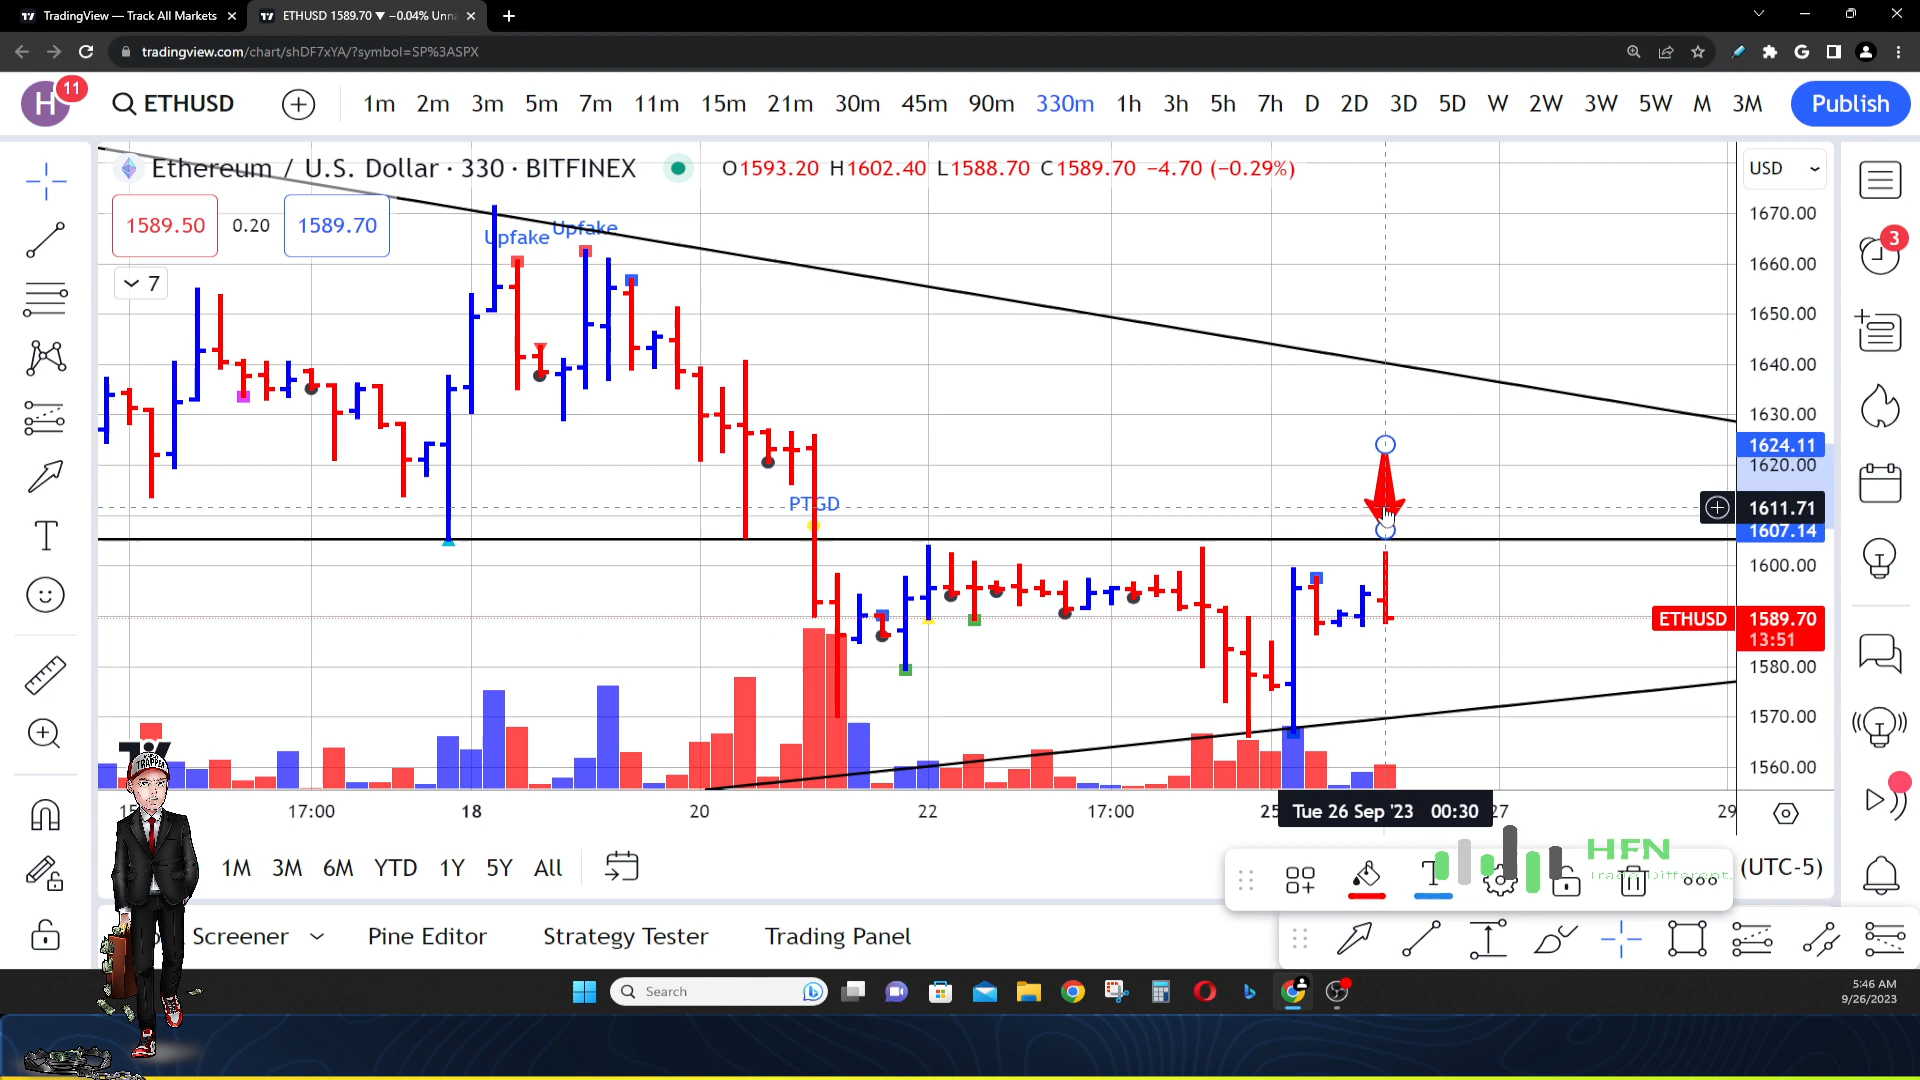 TradingView — Track All Markets
ETHUSD 1589.70 ▼ −0.04% Unna
tradingview.com/chart/shDF7xYA/?symbol=SP%3ASPX
H 11
ETHUSD 1m 2m 3m 5m 7m 11m 15m 21m 30m 45m 90m 330m 1h 3h 5h 7h D 2D 3D 5D W 2W 3W 5W M 3M Publish
Ethereum / U.S. Dollar · 330 · BITFINEX O1593.20 H1602.40 L1588.70 C1589.70 −4.70 (−0.29%)
USD
1589.50 0.20 1589.70
7
Upfake Upfake
PTGD
1670.00
1660.00
1650.00
1640.00
1630.00
1624.11
1620.00
1611.71
1607.14
1600.00
ETHUSD 1589.70
13:51
1580.00
1570.00
1560.00
3
TRAPPER
17:00 18 20 22 17:00 25 Tue 26 Sep '23 00:30 27 29
1M 3M 6M YTD 1Y 5Y All
(UTC-5)
HFN
Trade Different.
Screener Pine Editor Strategy Tester Trading Panel
Search
5:46 AM
9/26/2023